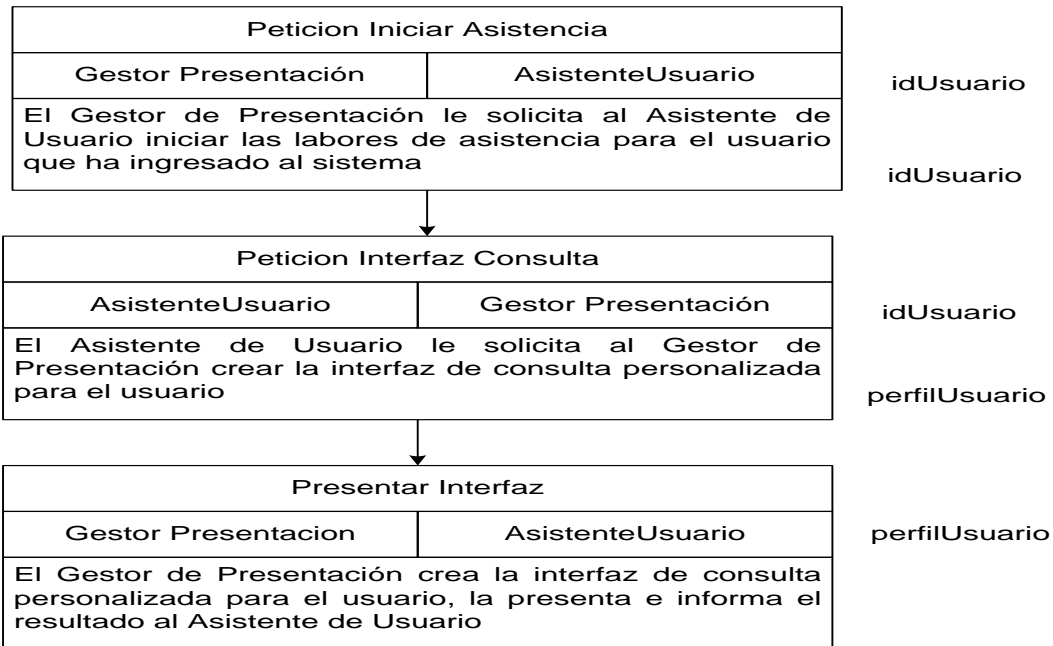 Peticion Iniciar Asistencia
Gestor Presentación
AsistenteUsuario
idUsuario
El Gestor de Presentación le solicita al Asistente de
Usuario iniciar las labores de asistencia para el usuario
que ha ingresado al sistema
idUsuario
Peticion Interfaz Consulta
AsistenteUsuario
Gestor Presentación
idUsuario
El Asistente de Usuario le solicita al Gestor de
Presentación crear la interfaz de consulta personalizada
para el usuario
perfilUsuario
Presentar Interfaz
Gestor Presentacion
AsistenteUsuario
perfilUsuario
El Gestor de Presentación crea la interfaz de consulta
personalizada para el usuario, la presenta e informa el
resultado al Asistente de Usuario